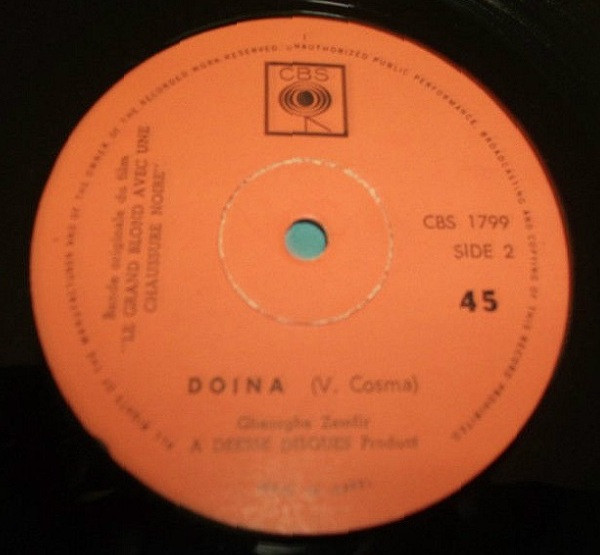 ALL RIGHTS OF THE MANUFACTURER AND OF THE OWNER OF THE RECORDED WORK RESERVED. UNAUTHORIZED PUBLIC PERFORMANCE, BROADCASTING AND COPYING OF THIS RECORD PROHIBITED
CBS
Bande originale du film
"LE GRAND BLOND AVEC UNE
CHAUSSURE NOIRE"
CBS 1799
SIDE 2
45
DOINA (V. Cosma)
Gheorghe Zamfir
A DEESSE DISQUES Product